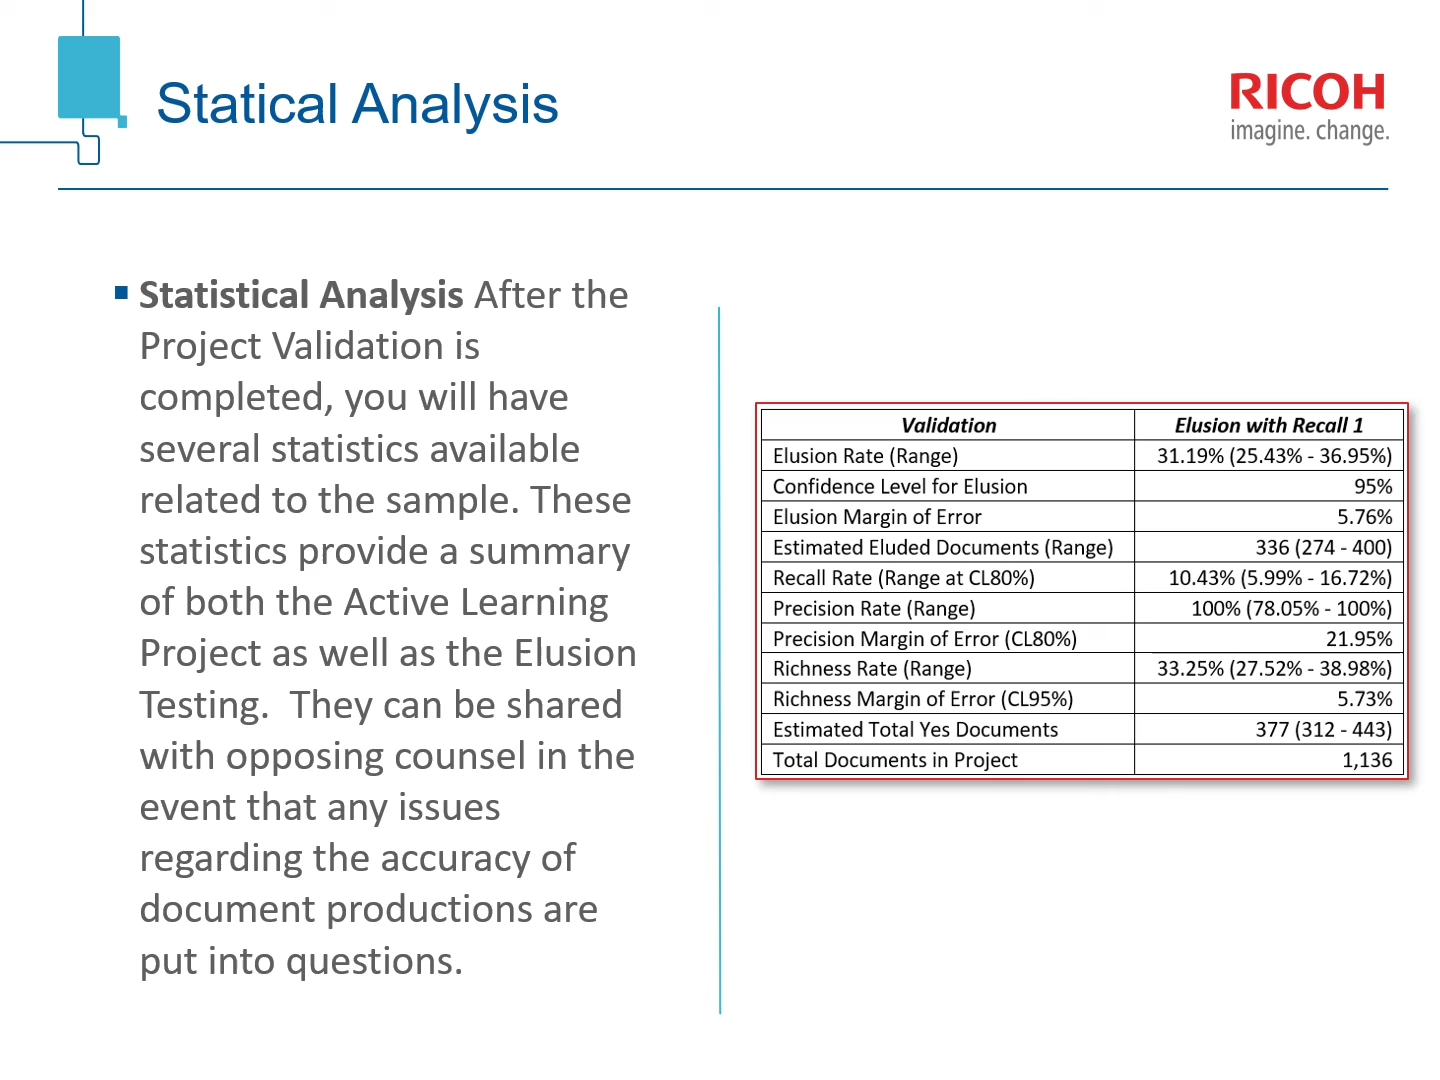 Statical Analysis
RICOH
imagine. change.
Statistical Analysis After the
Project Validation is
completed, you will have
several statistics available
related to the sample. These
statistics provide a summary
of both the Active Learning
Project as well as the Elusion
Testing.  They can be shared
with opposing counsel in the
event that any issues
regarding the accuracy of
document productions are
put into questions.
Validation Elusion with Recall 1
Elusion Rate (Range) 31.19% (25.43% - 36.95%)
Confidence Level for Elusion 95%
Elusion Margin of Error 5.76%
Estimated Eluded Documents (Range) 336 (274 - 400)
Recall Rate (Range at CL80%) 10.43% (5.99% - 16.72%)
Precision Rate (Range) 100% (78.05% - 100%)
Precision Margin of Error (CL80%) 21.95%
Richness Rate (Range) 33.25% (27.52% - 38.98%)
Richness Margin of Error (CL95%) 5.73%
Estimated Total Yes Documents 377 (312 - 443)
Total Documents in Project 1,136